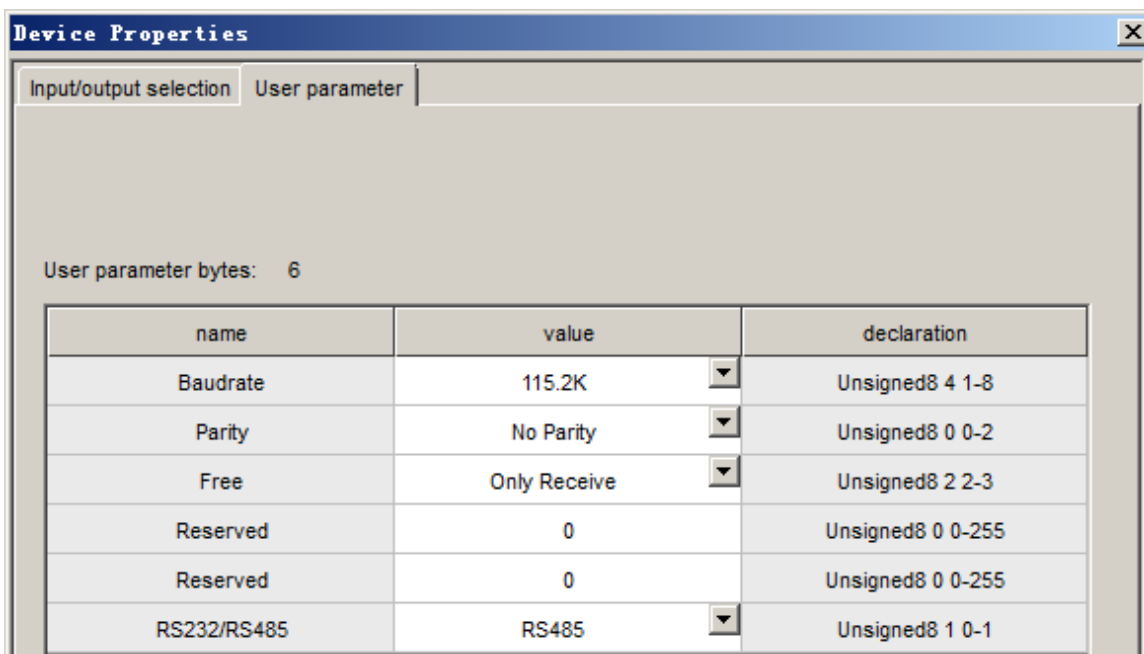 Device Properties
Input/output selection User parameter
User parameter bytes: 6
name value declaration
Baudrate 115.2K Unsigned8 4 1-8
Parity No Parity Unsigned8 0 0-2
Free Only Receive Unsigned8 2 2-3
Reserved 0 Unsigned8 0 0-255
Reserved 0 Unsigned8 0 0-255
RS232/RS485 RS485 Unsigned8 1 0-1